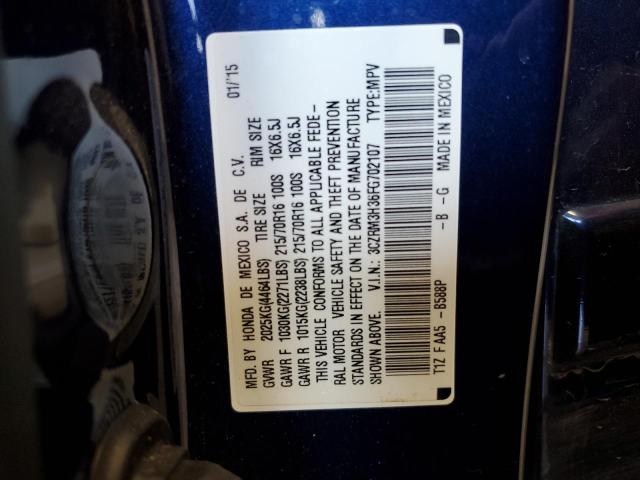 MFD. BY HONDA DE MEXICO S.A. DE C.V. 01/'15
GVWR 2025KG(4464LBS) TIRE SIZE RIM SIZE
GAWR F 1030KG(2271LBS) 215/70R16 100S 16X6.5J
GAWR R 1015KG(2238LBS) 215/70R16 100S 16X6.5J
THIS VEHICLE CONFORMS TO ALL APPLICABLE FEDE-
RAL MOTOR VEHICLE SAFETY AND THEFT PREVENTION
STANDARDS IN EFFECT ON THE DATE OF MANUFACTURE
SHOWN ABOVE. V.I.N.: 3CZRM3H36FG702107 TYPE:MPV
T1Z F AA5 -B588P -B -G MADE IN MEXICO